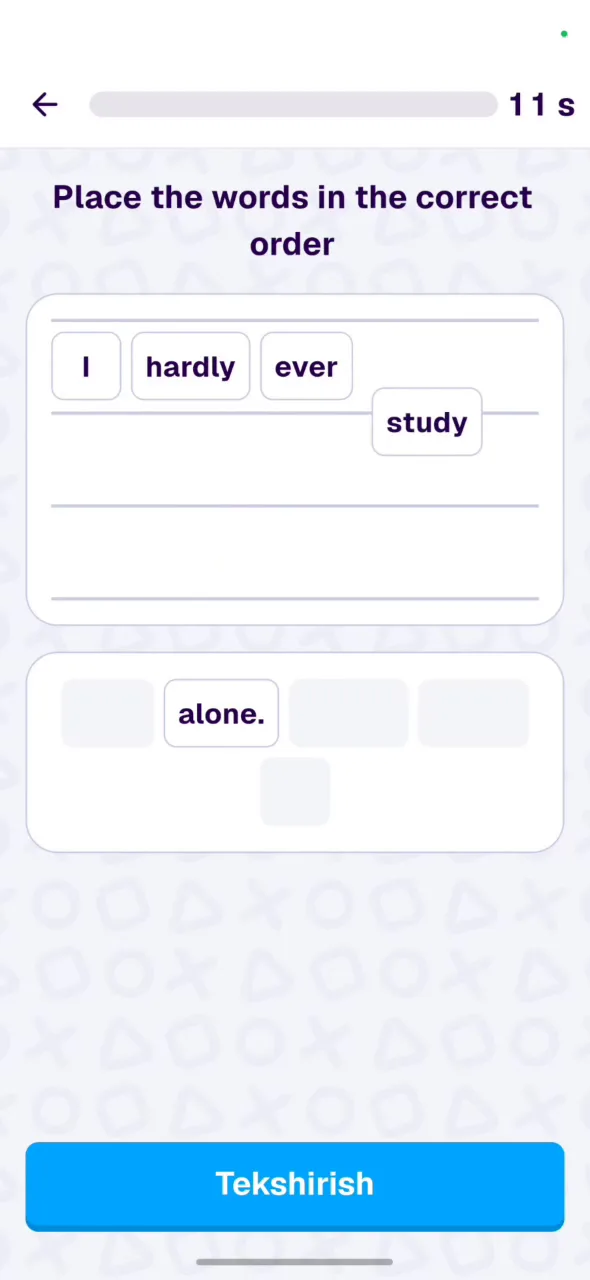 11 s
Place the words in the correct
order
I hardly ever
study
alone.
Tekshirish